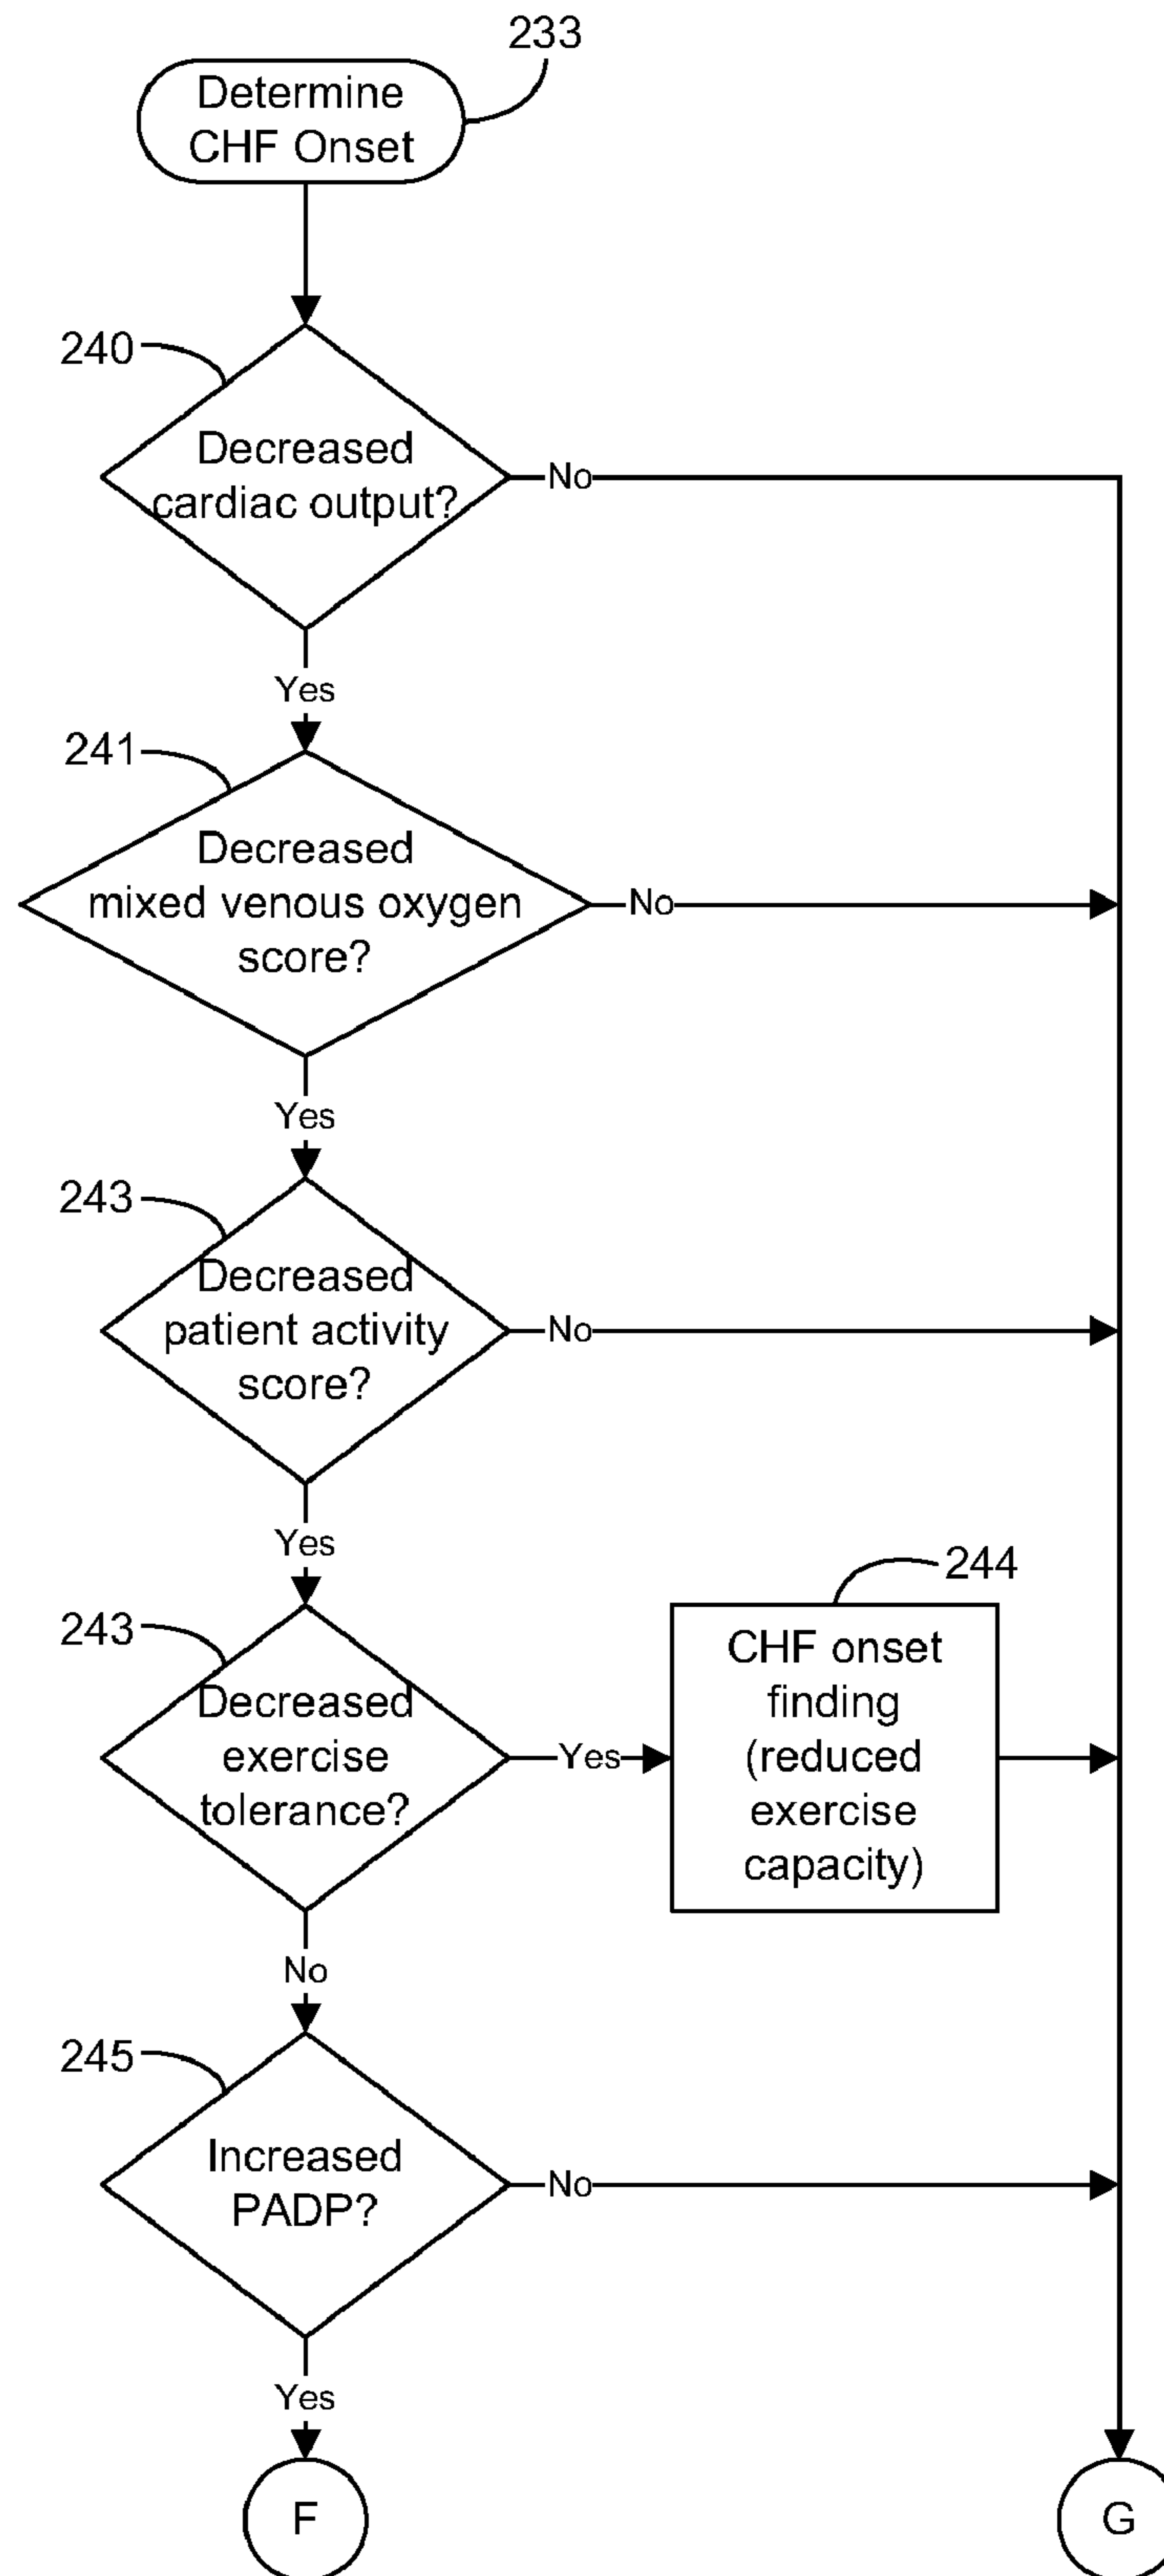 233
Determine
CHF Onset
240
Decreased
cardiac output?
No
Yes
241
Decreased
mixed venous oxygen
score?
No
Yes
243
Decreased
patient activity
score?
No
Yes
243
Decreased
exercise
tolerance?
Yes
244
CHF onset
finding
(reduced
exercise
capacity)
No
245
Increased
PADP?
No
Yes
F
G